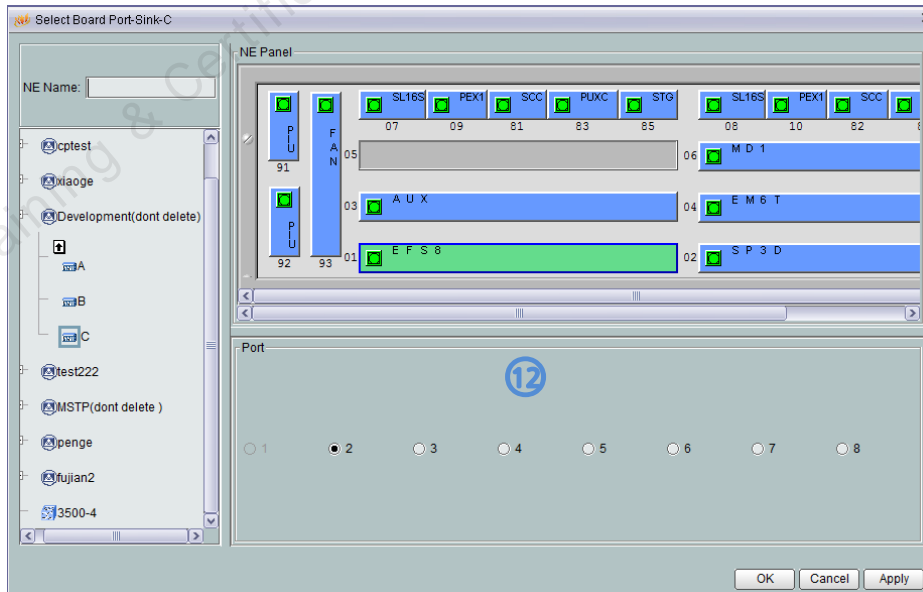 Select Board Port-Sink-C
NE Name:
cptest
xiaoge
Development(dont delete)
A
B
C
test222
MSTP(dont delete )
penge
fujian2
3500-4
NE Panel
PIU
91
PIU
92
FAN
93
SL16S
07
PEX1
09
SCC
81
PUXC
83
STG
85
SL16S
08
PEX1
10
SCC
82
05
06 MD1
03 AUX
04 EM6T
01 EFS8
02 SP3D
Port
12
1 2 3 4 5 6 7 8
OK Cancel Apply